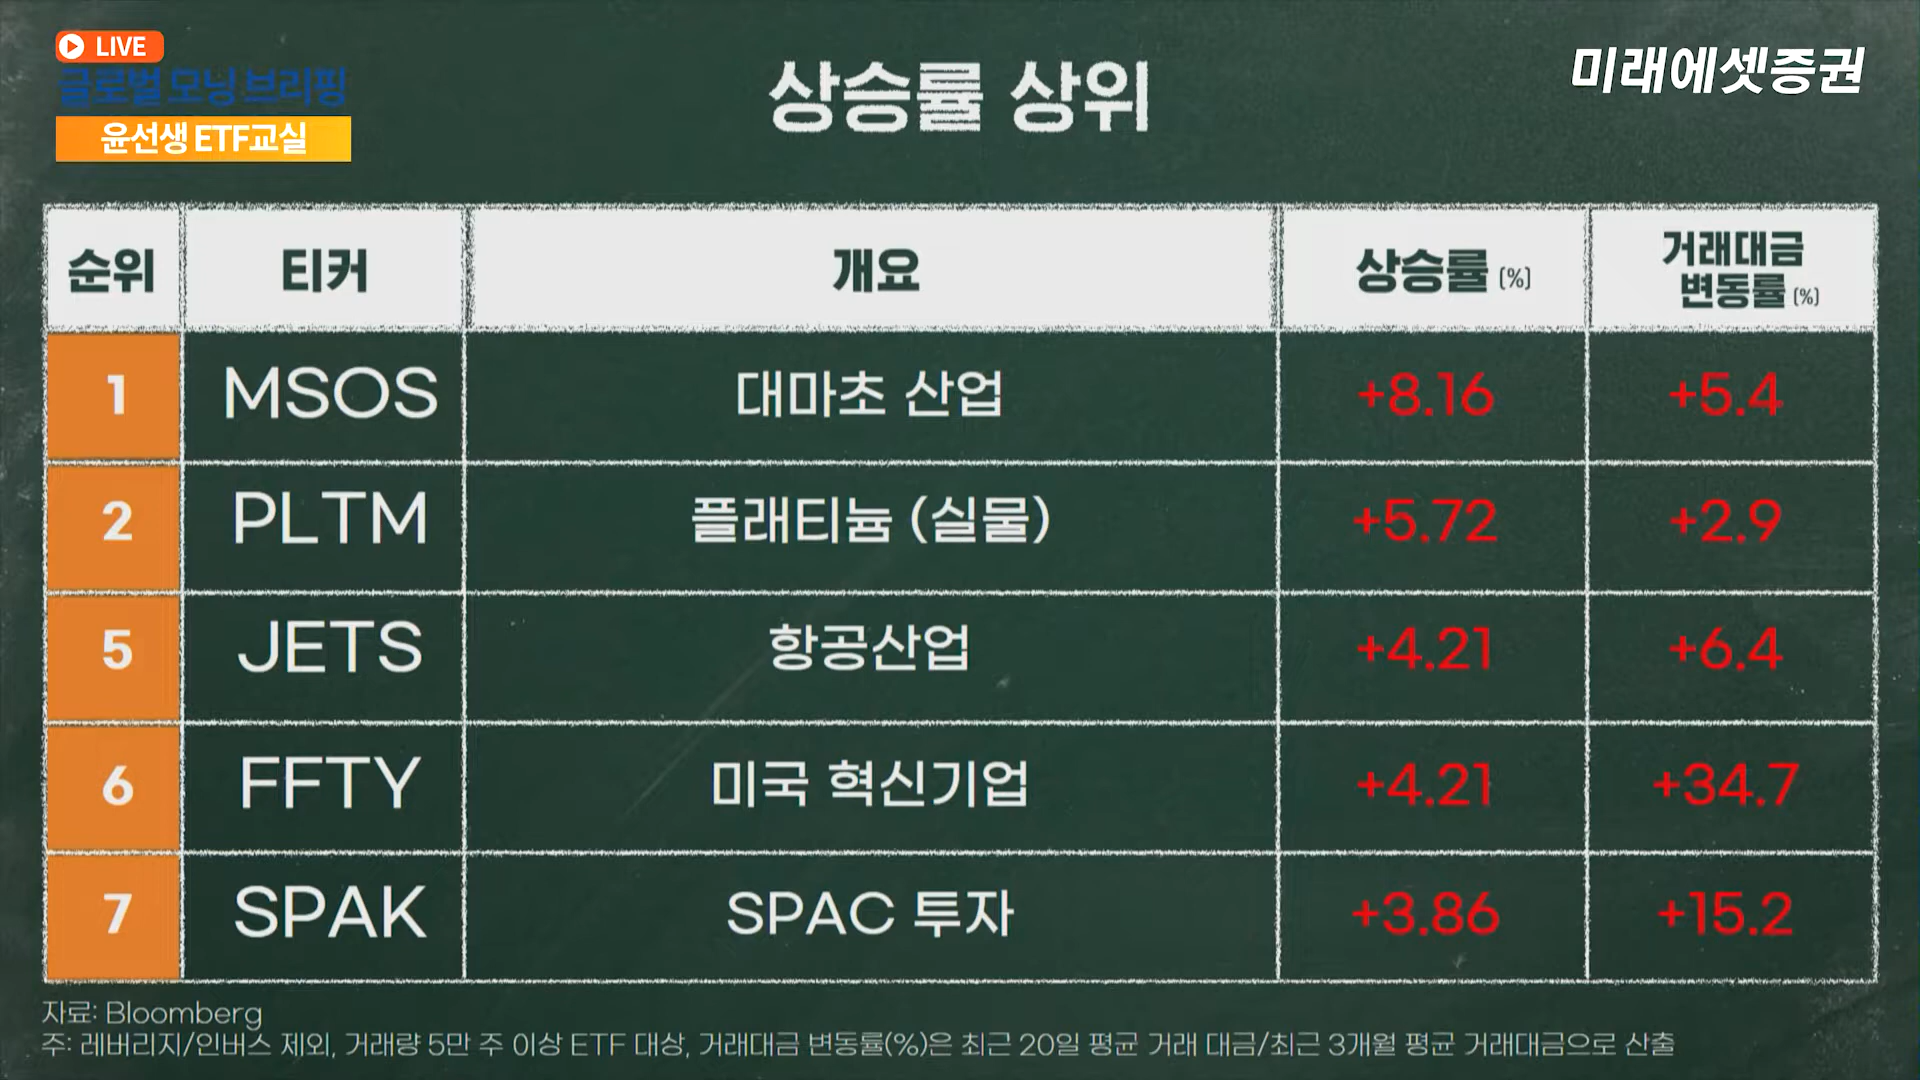 LIVE
글로벌 모닝 브리핑
윤선생 ETF교실
상승률 상위
미래에셋증권
순위 티커 개요 상승률 (%) 거래대금 변동률 (%)
1 MSOS 대마초 산업 +8.16 +5.4
2 PLTM 플래티늄 (실물) +5.72 +2.9
5 JETS 항공산업 +4.21 +6.4
6 FFTY 미국 혁신기업 +4.21 +34.7
7 SPAK SPAC 투자 +3.86 +15.2
자료: Bloomberg
주: 레버리지/인버스 제외, 거래량 5만 주 이상 ETF 대상, 거래대금 변동률(%)은 최근 20일 평균 거래 대금/최근 3개월 평균 거래대금으로 산출